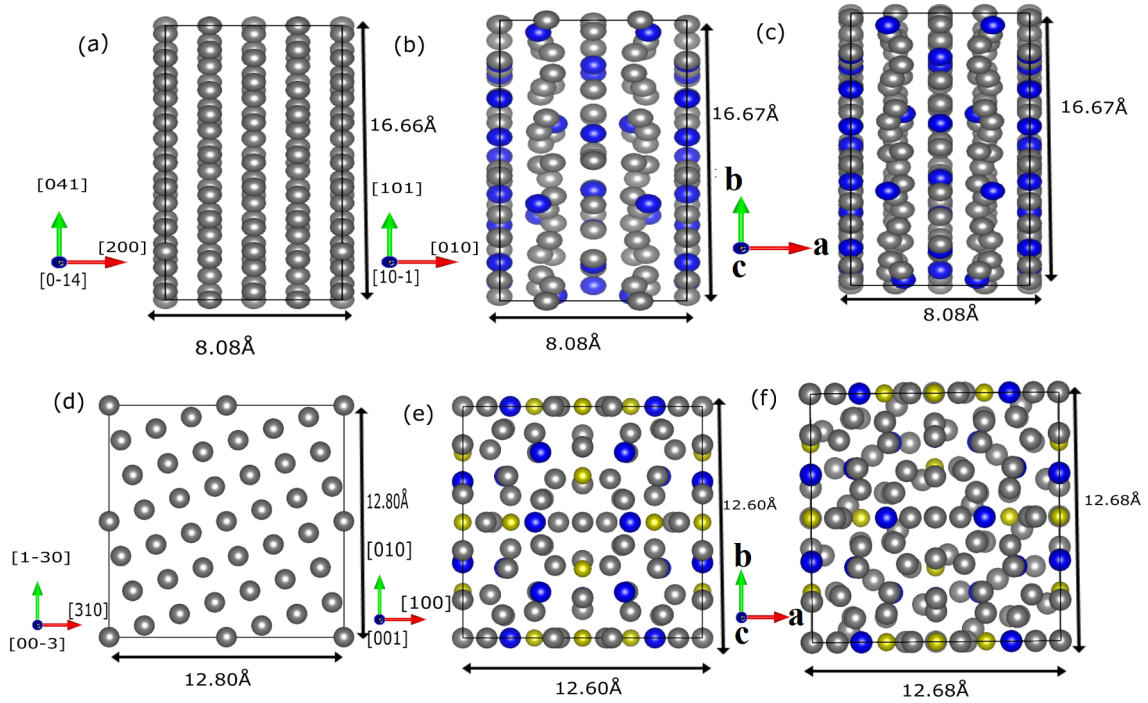 (a)
(b)
(c)
16.66Å
16.67Å
16.67Å
[041]
[101]
b
[200]
[010]
a
[0-14]
[10-1]
c
8.08Å
8.08Å
8.08Å
(d)
(e)
(f)
12.80Å
12.60Å
12.68Å
[1-30]
[010]
b
[310]
[100]
a
[00-3]
[001]
c
12.80Å
12.60Å
12.68Å